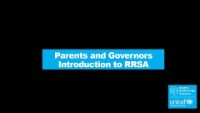 Parents and Governors
Introduction to RRSA
unicef